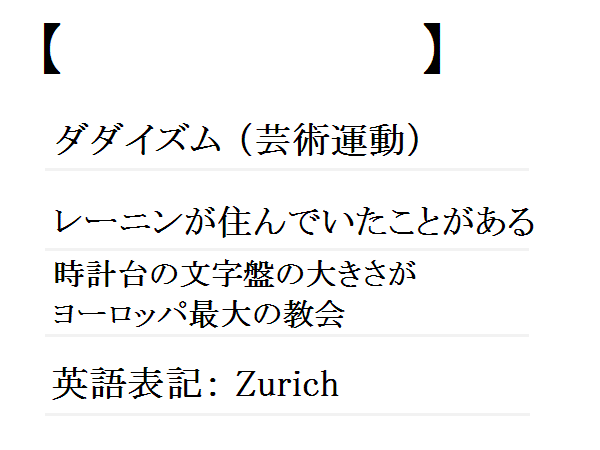 【　　　　　　　　　】
ダダイズム（芸術運動）
レーニンが住んでいたことがある
時計台の文字盤の大きさが
ヨーロッパ最大の教会
英語表記： Zurich